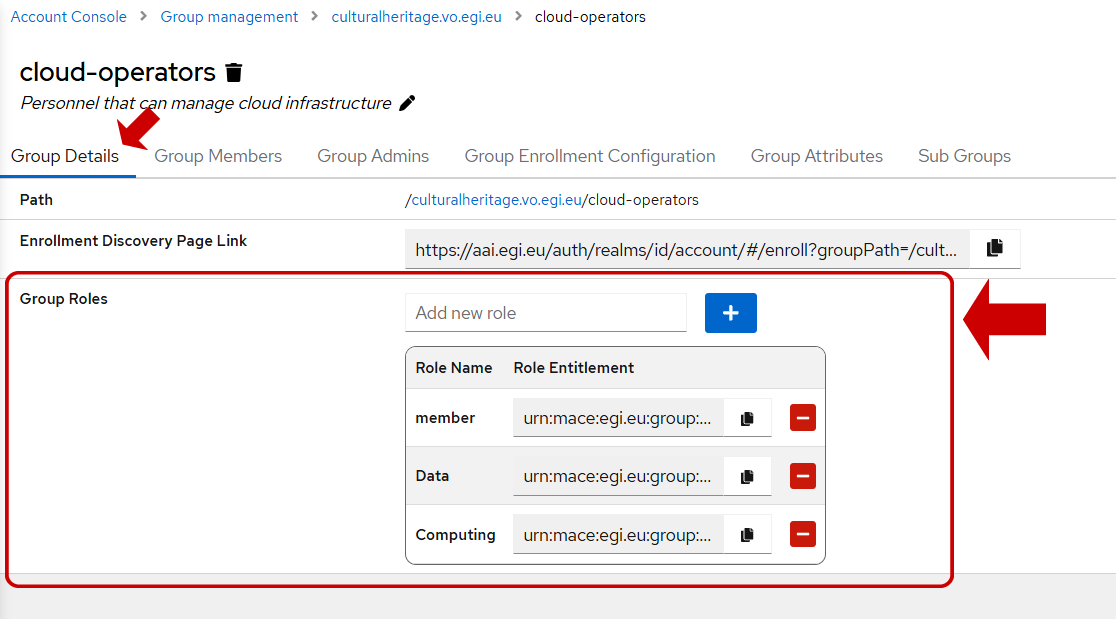 Account Console > Group management > culturalheritage.vo.egi.eu > cloud-operators
cloud-operators
Personnel that can manage cloud infrastructure
Group Details Group Members Group Admins Group Enrollment Configuration Group Attributes Sub Groups
Path /culturalheritage.vo.egi.eu/cloud-operators
Enrollment Discovery Page Link https://aai.egi.eu/auth/realms/id/account/#/enroll?groupPath=/cult...
Group Roles Add new role
Role Name Role Entitlement
member urn:mace:egi.eu:group:...
Data urn:mace:egi.eu:group:...
Computing urn:mace:egi.eu:group:...